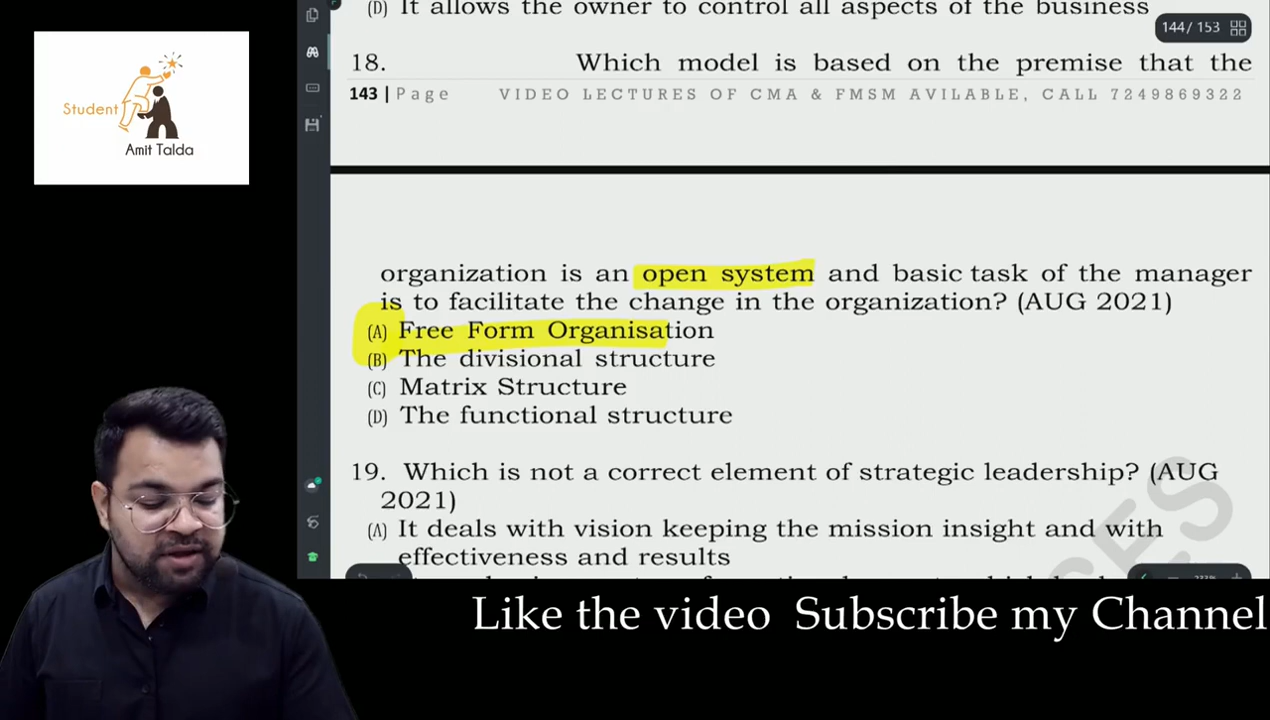 (D) It allows the owner to control all aspects of the business
144/ 153
18. Which model is based on the premise that the
143 | Page VIDEO LECTURES OF CMA & FMSM AVILABLE, CALL 7249869322
Student
Amit Talda
organization is an open system and basic task of the manager
is to facilitate the change in the organization? (AUG 2021)
(A) Free Form Organisation
(B) The divisional structure
(C) Matrix Structure
(D) The functional structure
19. Which is not a correct element of strategic leadership? (AUG
2021)
(A) It deals with vision keeping the mission insight and with
effectiveness and results
Like the video Subscribe my Channel